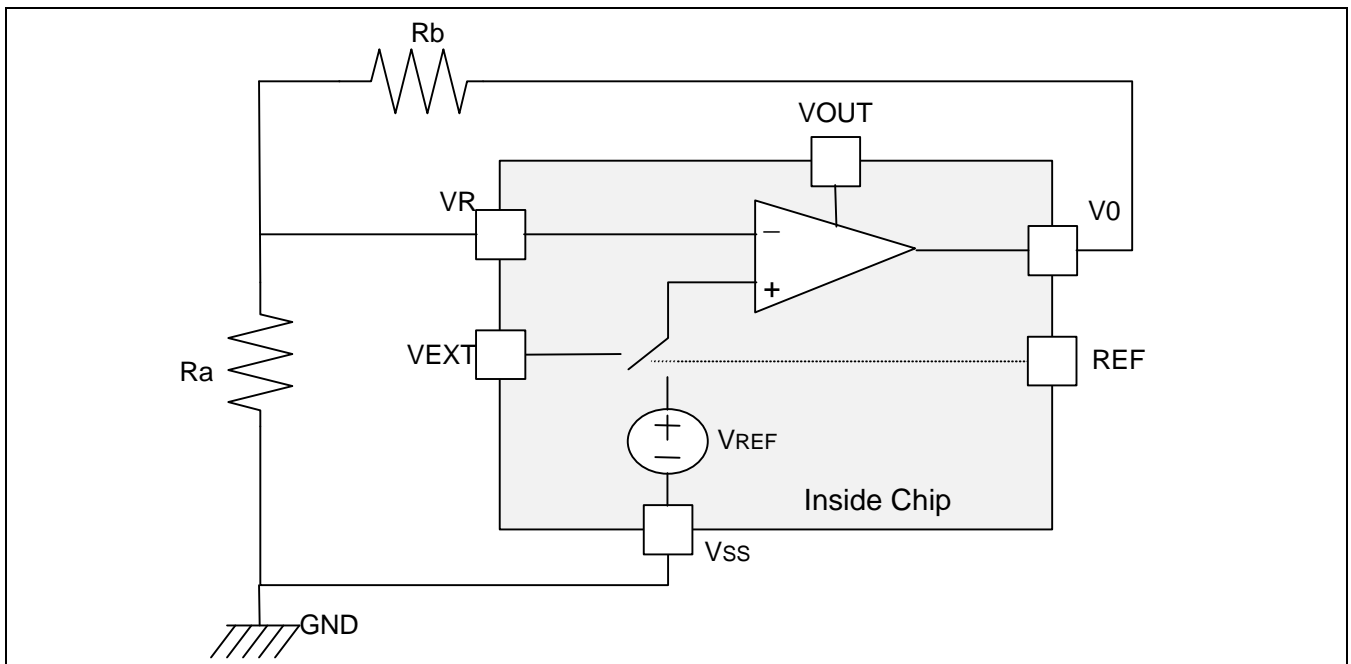 Rb
VOUT
VR
V0
−
+
VEXT
REF
Ra
+
−
VREF
Inside Chip
VSS
GND